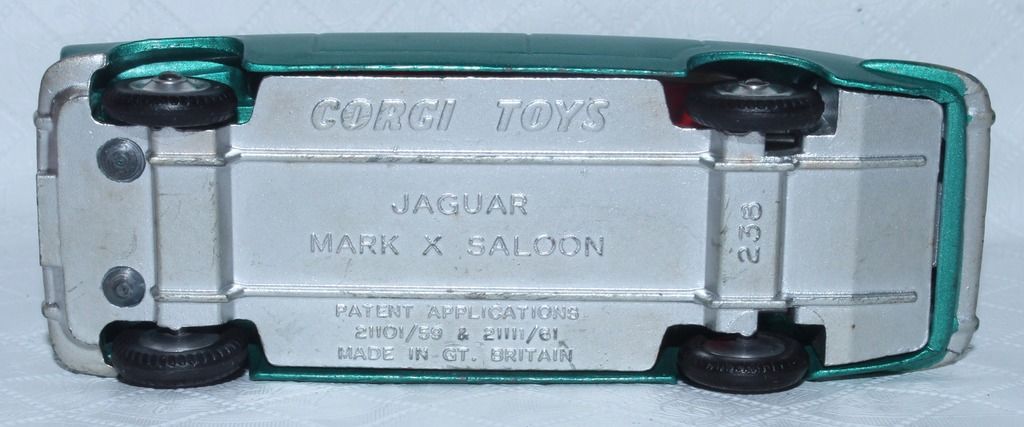 CORGI TOYS
JAGUAR
MARK X SALOON
238
PATENT APPLICATIONS
21101/59 & 21111/61
MADE IN GT. BRITAIN